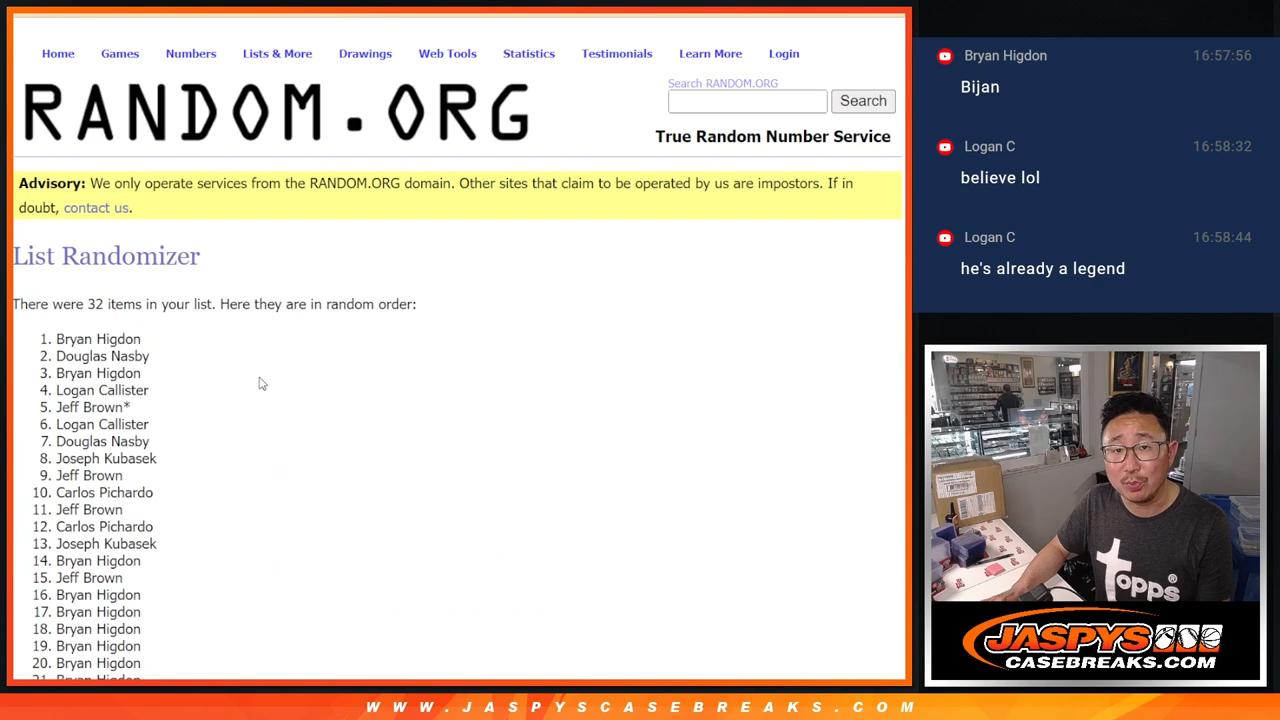 Home Games Numbers Lists & More Drawings Web Tools Statistics Testimonials Learn More Login
RANDOM.ORG
Search RANDOM.ORG
Search
True Random Number Service
Advisory: We only operate services from the RANDOM.ORG domain. Other sites that claim to be operated by us are impostors. If in
doubt, contact us.
List Randomizer
There were 32 items in your list. Here they are in random order:
1. Bryan Higdon
2. Douglas Nasby
3. Bryan Higdon
4. Logan Callister
5. Jeff Brown*
6. Logan Callister
7. Douglas Nasby
8. Joseph Kubasek
9. Jeff Brown
10. Carlos Pichardo
11. Jeff Brown
12. Carlos Pichardo
13. Joseph Kubasek
14. Bryan Higdon
15. Jeff Brown
16. Bryan Higdon
17. Bryan Higdon
18. Bryan Higdon
19. Bryan Higdon
20. Bryan Higdon
21. Bryan Higdon
Bryan Higdon 16:57:56
Bijan
Logan C 16:58:32
believe lol
Logan C 16:58:44
he's already a legend
topps®
JASPYS
CASEBREAKS.COM
WWW.JASPYSCASEBREAKS.COM